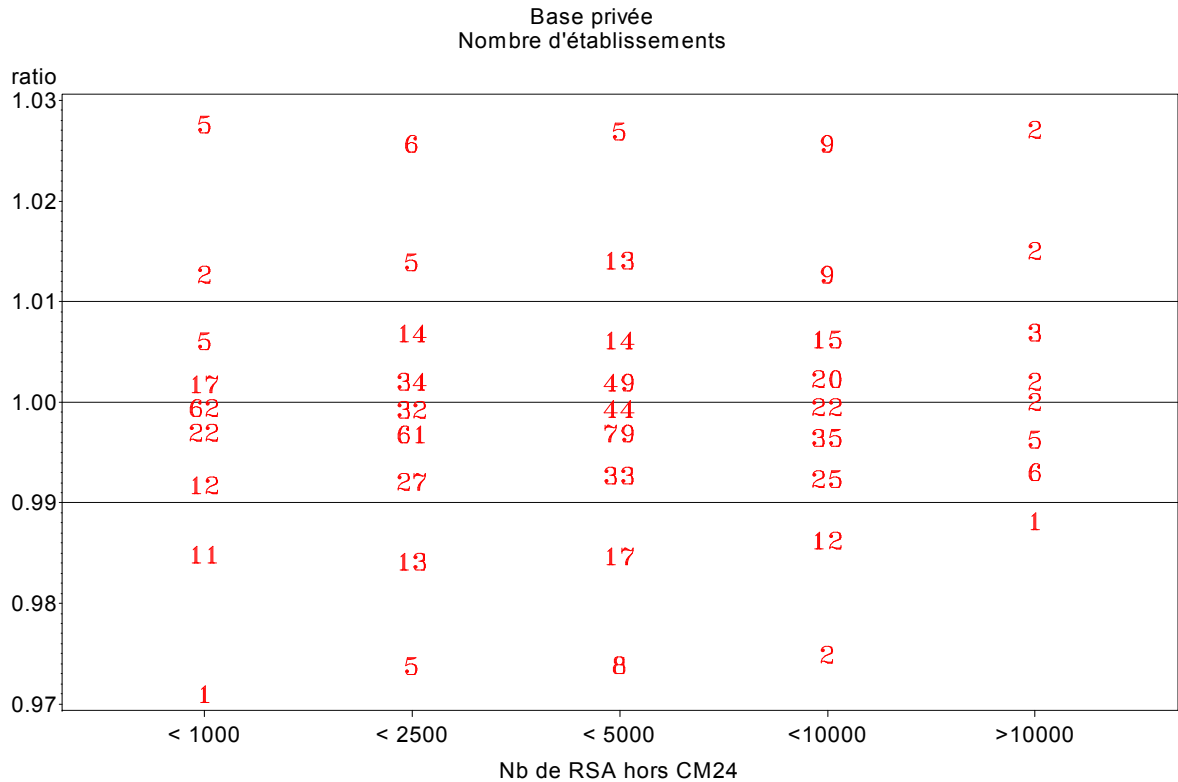 Base privée
Nombre d'établissements
ratio
1.03
5 6 5 9 2
1.02
2 5 13 9 2
1.01
5 14 14 15 3
17 34 49 20 2
1.00
62 32 44 22 2
22 61 79 35 5
12 27 33 25 6
0.99
11 13 17 12 1
0.98
1 5 8 2
0.97
< 1000 < 2500 < 5000 <10000 >10000
Nb de RSA hors CM24